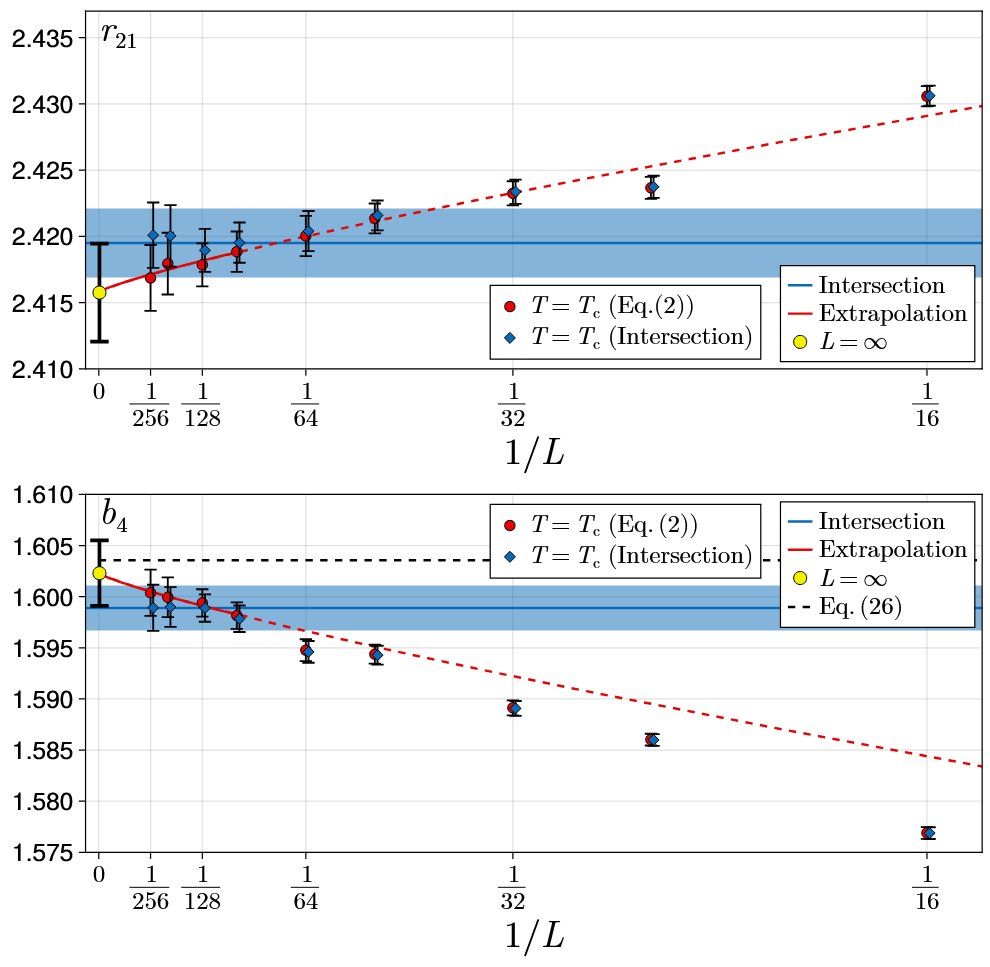 r21
2.435
2.430
2.425
2.420
2.415
2.410
T = Tc (Eq.(2))
T = Tc (Intersection)
Intersection
Extrapolation
L = ∞
0 1/256 1/128 1/64 1/32 1/16
1/L
b4
1.610
1.605
1.600
1.595
1.590
1.585
1.580
1.575
T = Tc (Eq.(2))
T = Tc (Intersection)
Intersection
Extrapolation
L = ∞
Eq.(26)
0 1/256 1/128 1/64 1/32 1/16
1/L